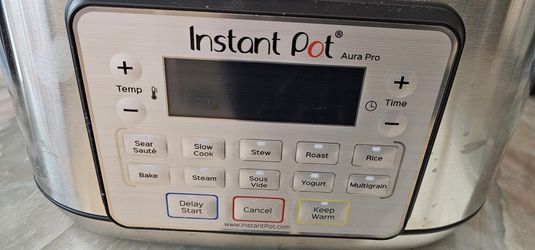 Instant Pot® Aura Pro
+ +
Temp Time
− −
Sear Sauté Slow Cook Stew Roast Rice
Bake Steam Sous Vide Yogurt Multigrain
Delay Start Cancel Keep Warm
www.InstantPot.com